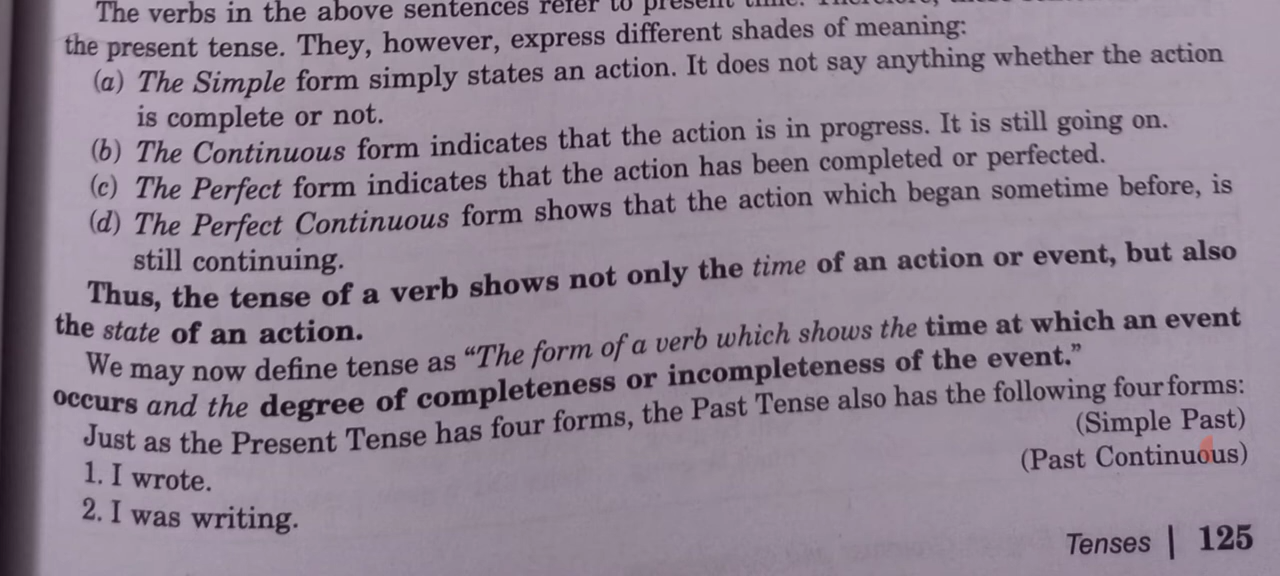 The verbs in the above sentences refer to present time. Therefore,
the present tense. They, however, express different shades of meaning:
(a) The Simple form simply states an action. It does not say anything whether the action
is complete or not.
(b) The Continuous form indicates that the action is in progress. It is still going on.
(c) The Perfect form indicates that the action has been completed or perfected.
(d) The Perfect Continuous form shows that the action which began sometime before, is
still continuing.
Thus, the tense of a verb shows not only the time of an action or event, but also
the state of an action.
We may now define tense as “The form of a verb which shows the time at which an event
occurs and the degree of completeness or incompleteness of the event.”
Just as the Present Tense has four forms, the Past Tense also has the following four forms:
1. I wrote. (Simple Past)
2. I was writing. (Past Continuous)
Tenses | 125